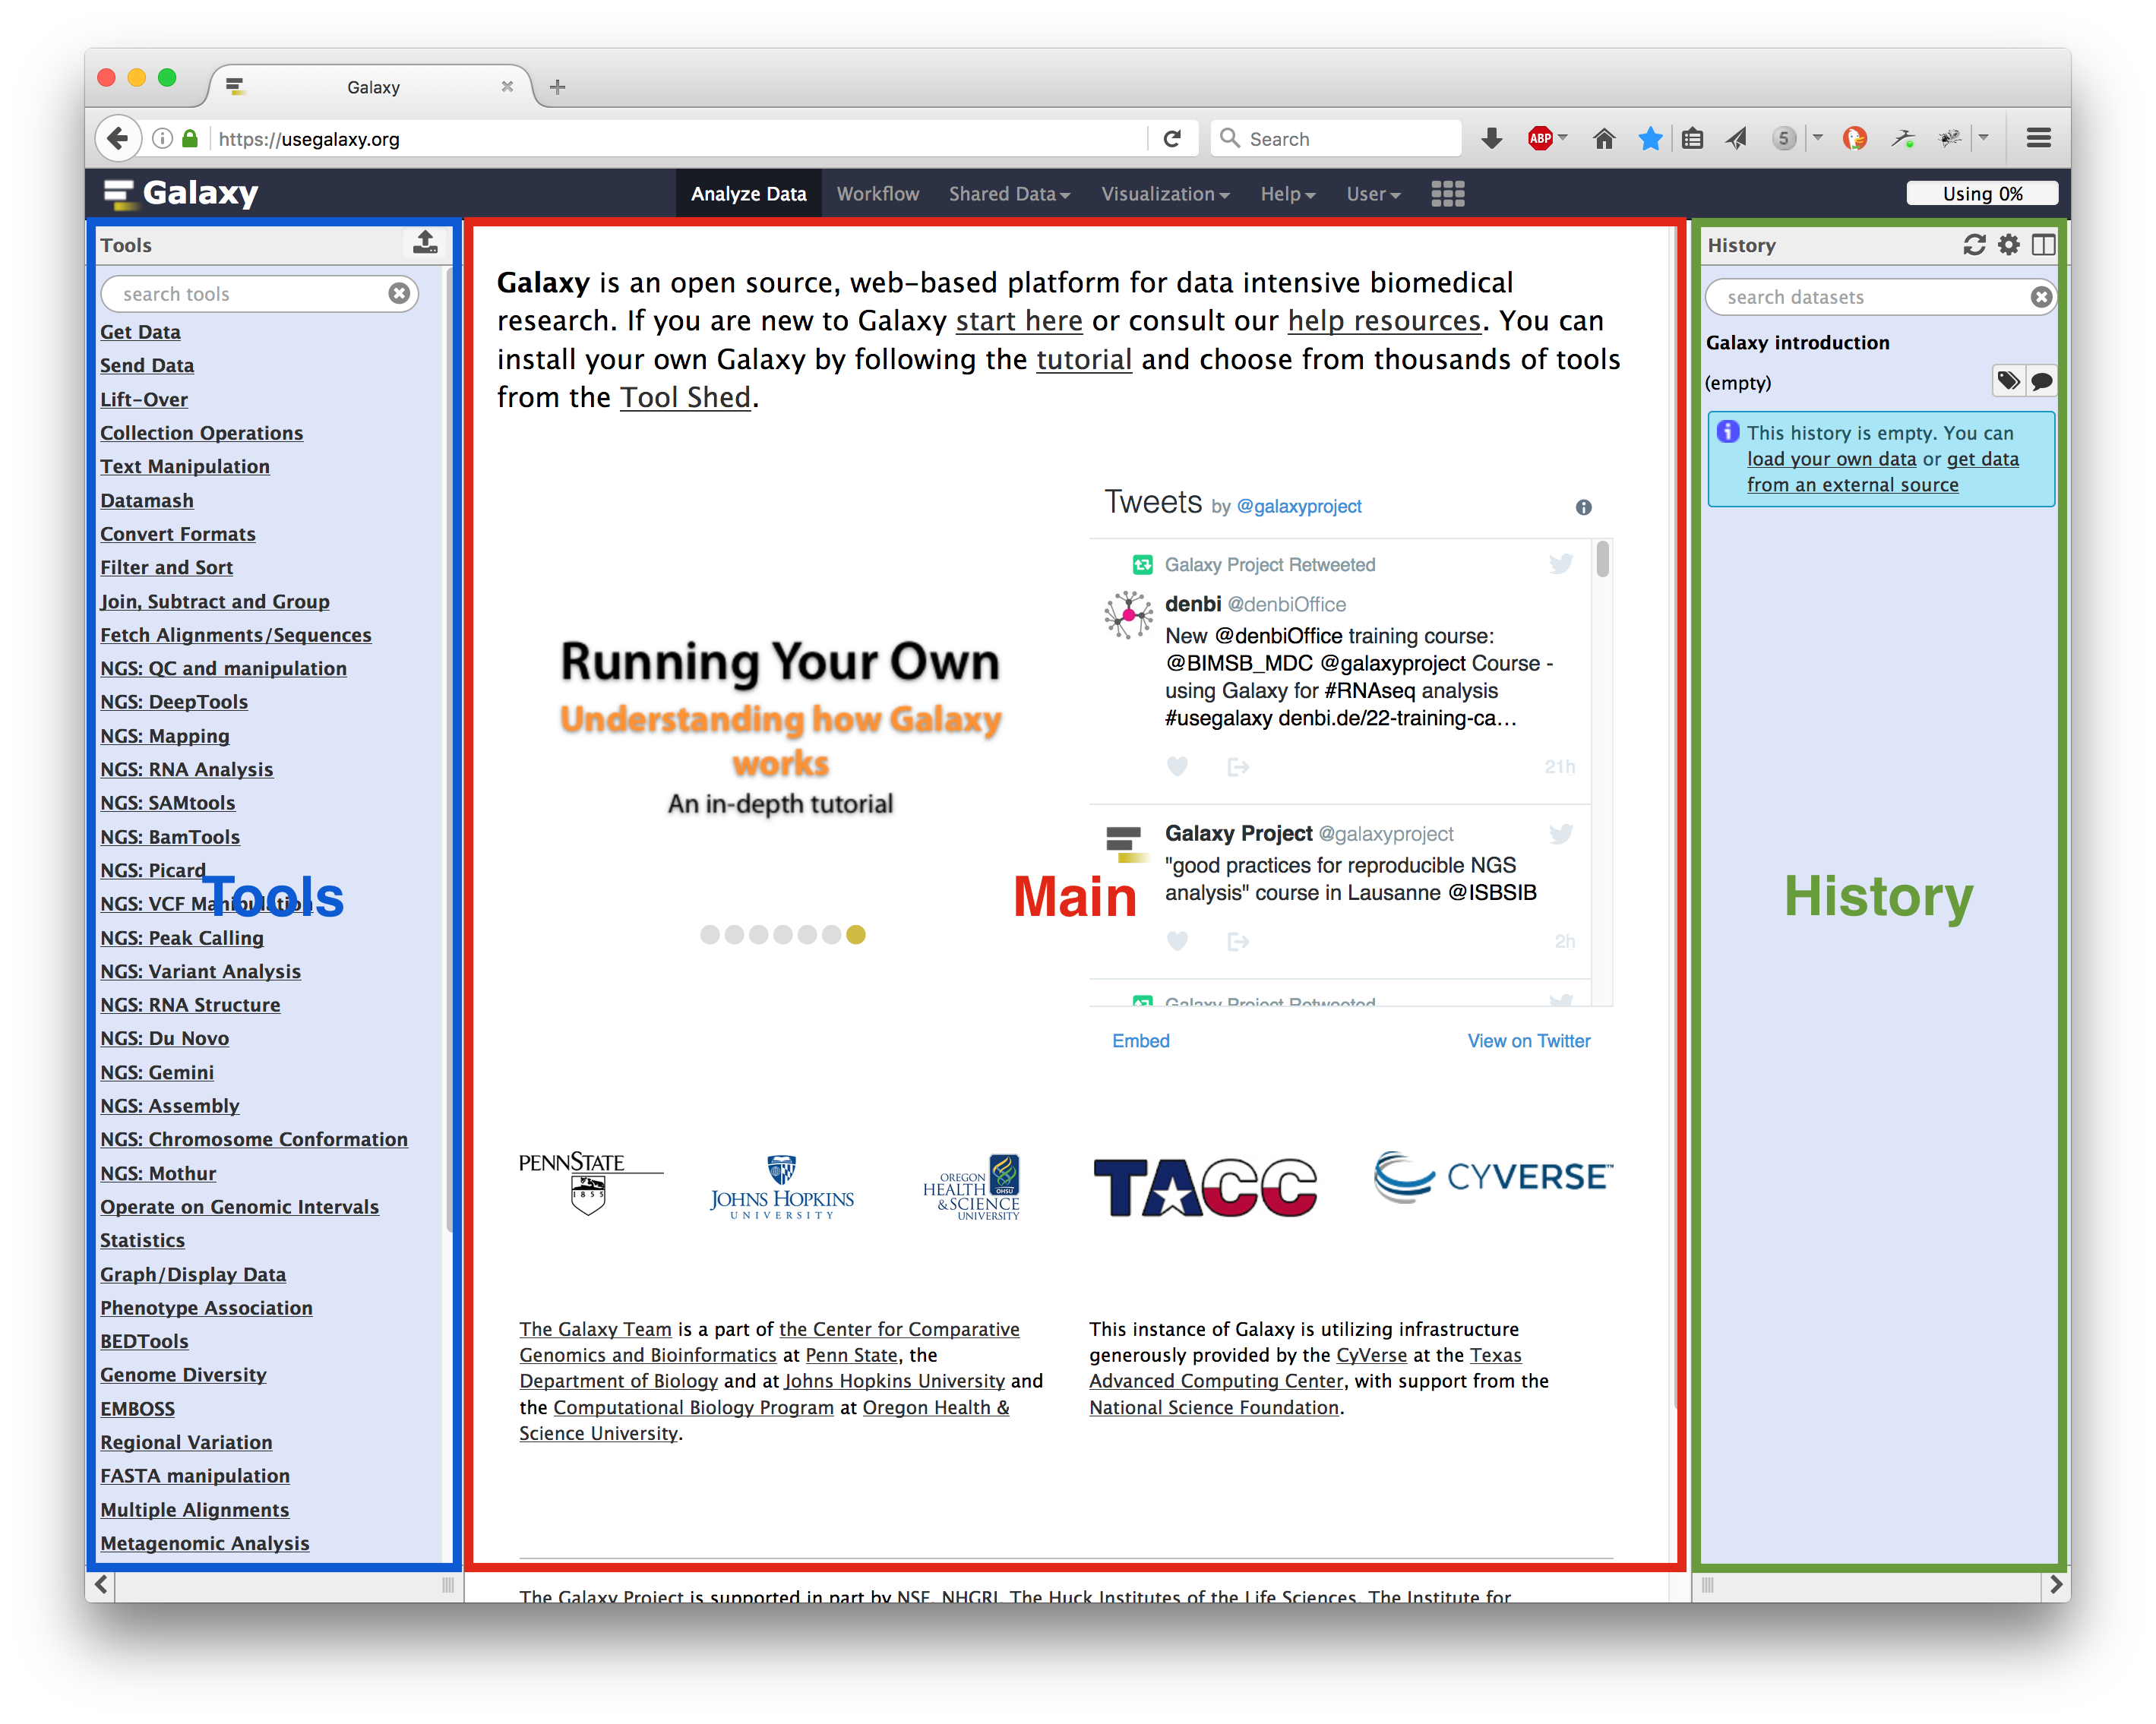 Galaxy
https://usegalaxy.org
Search
ABP
5
Galaxy
Analyze Data
Workflow
Shared Data
Visualization
Help
User
Using 0%
Tools
search tools
Get Data
Send Data
Lift-Over
Collection Operations
Text Manipulation
Datamash
Convert Formats
Filter and Sort
Join, Subtract and Group
Fetch Alignments/Sequences
NGS: QC and manipulation
NGS: DeepTools
NGS: Mapping
NGS: RNA Analysis
NGS: SAMtools
NGS: BamTools
NGS: Picard
NGS: VCF Manipulation
NGS: Peak Calling
NGS: Variant Analysis
NGS: RNA Structure
NGS: Du Novo
NGS: Gemini
NGS: Assembly
NGS: Chromosome Conformation
NGS: Mothur
Operate on Genomic Intervals
Statistics
Graph/Display Data
Phenotype Association
BEDTools
Genome Diversity
EMBOSS
Regional Variation
FASTA manipulation
Multiple Alignments
Metagenomic Analysis
Tools
Galaxy is an open source, web-based platform for data intensive biomedical
research. If you are new to Galaxy start here or consult our help resources. You can
install your own Galaxy by following the tutorial and choose from thousands of tools
from the Tool Shed.
Running Your Own
Understanding how Galaxy
works
An in-depth tutorial
Tweets by @galaxyproject
Galaxy Project Retweeted
denbi @denbiOffice
New @denbiOffice training course:
@BIMSB_MDC @galaxyproject Course -
using Galaxy for #RNAseq analysis
#usegalaxy denbi.de/22-training-ca…
21h
Galaxy Project @galaxyproject
"good practices for reproducible NGS
analysis" course in Lausanne @ISBSIB
2h
Galaxy Project Retweeted
Embed
View on Twitter
Main
PENNSTATE
1855
JOHNS HOPKINS
UNIVERSITY
OREGON
HEALTH
&SCIENCE
UNIVERSITY
OHSU
TACC
CYVERSE™
The Galaxy Team is a part of the Center for Comparative
Genomics and Bioinformatics at Penn State, the
Department of Biology and at Johns Hopkins University and
the Computational Biology Program at Oregon Health &
Science University.
This instance of Galaxy is utilizing infrastructure
generously provided by the CyVerse at the Texas
Advanced Computing Center, with support from the
National Science Foundation.
The Galaxy Project is supported in part by NSF, NHGRI, The Huck Institutes of the Life Sciences, The Institute for
History
search datasets
Galaxy introduction
(empty)
This history is empty. You can
load your own data or get data
from an external source
History